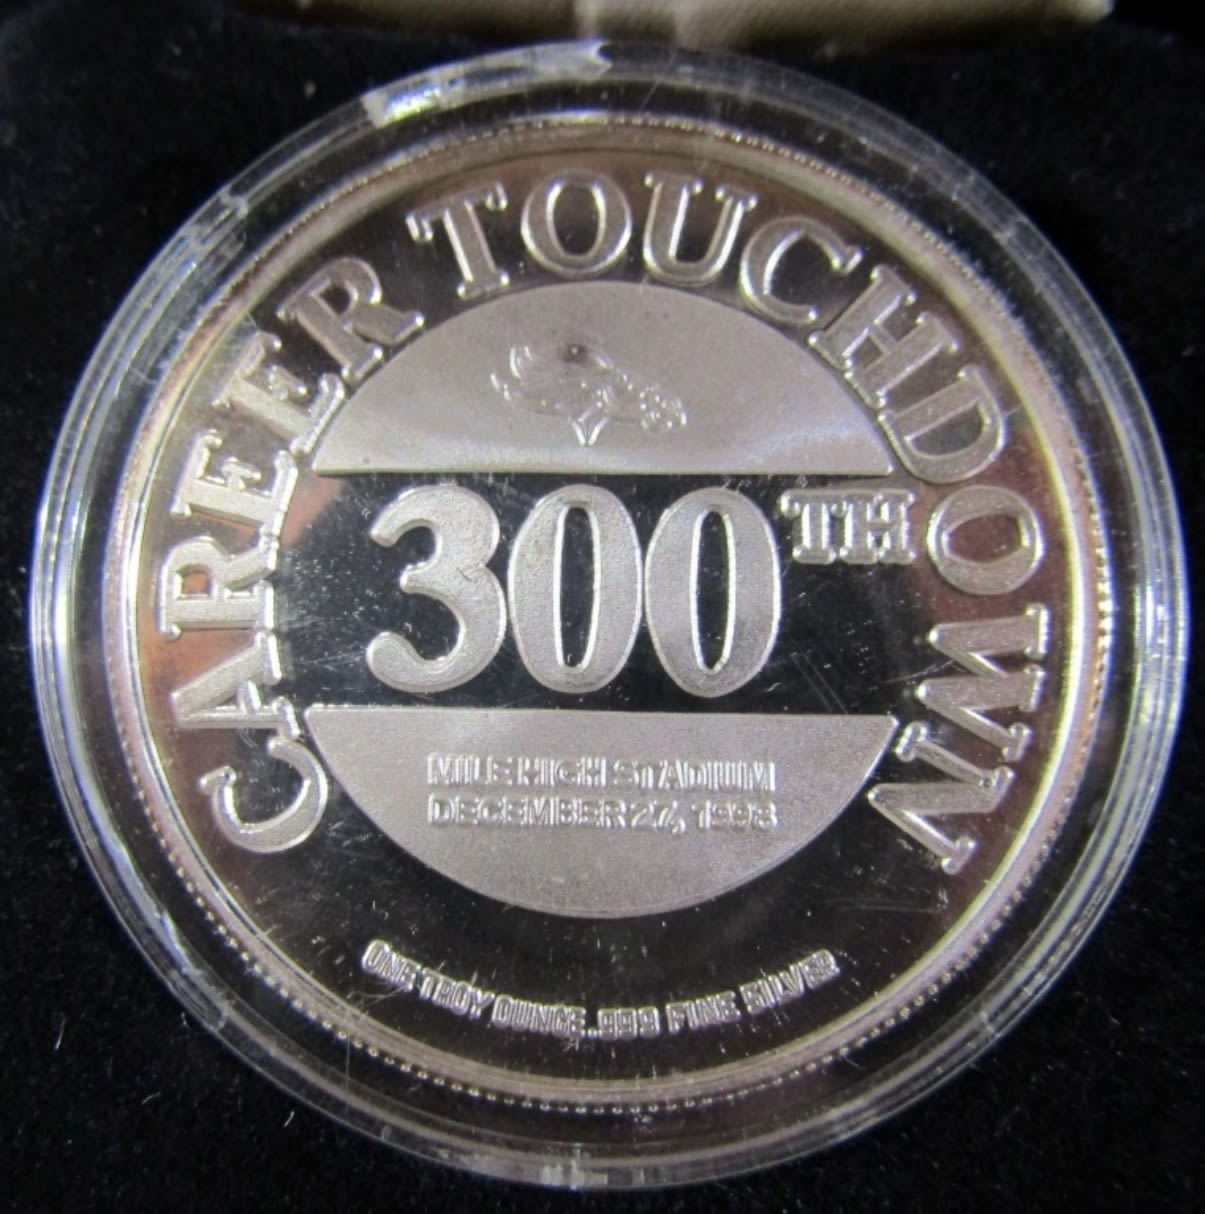 CAREER TOUCHDOWN
300TH
MILE HIGH STADIUM
DECEMBER 27, 1998
ONE TROY OUNCE .999 FINE SILVER